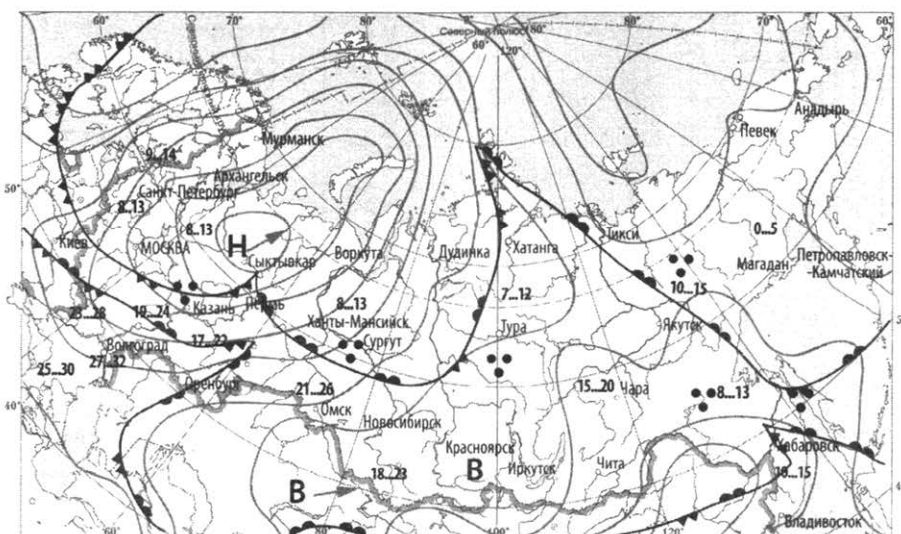 60° 70° 80° 80° 70° 60°
Северный полюс 180°
60° 120°
Анадырь
Певек
Мурманск
50°
9...14
Архангельск
Санкт-Петербург
8...13
8...13
Н
Киев
МОСКВА
Воркута
Дудинка
Хатанга
Тикси
0...5
Сыктывкар
Магадан
Петропавловск
-Камчатский
8...13
7...12
10...15
23...28
19...24
Казань
Пермь
Ханты-Мансийск
Сургут
Тура
Якутск
17...22
Волгоград
25...30
27...32
21...26
15...20
Чара
8...13
Оренбург
40°
Омск
Новосибирск
Красноярск
Хабаровск
18...23
В
В
Иркутск
Чита
10...15
Владивосток
60°
80°
100°
120°